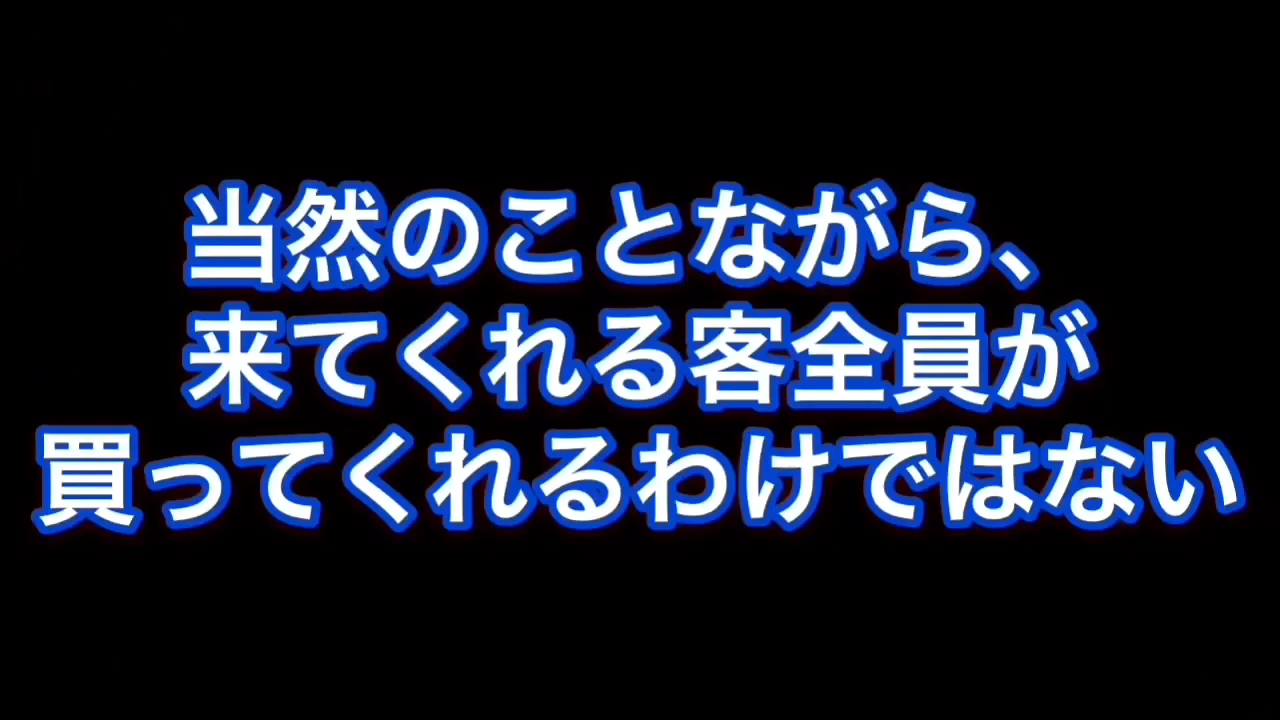 当然のことながら、
来てくれる客全員が
買ってくれるわけではない